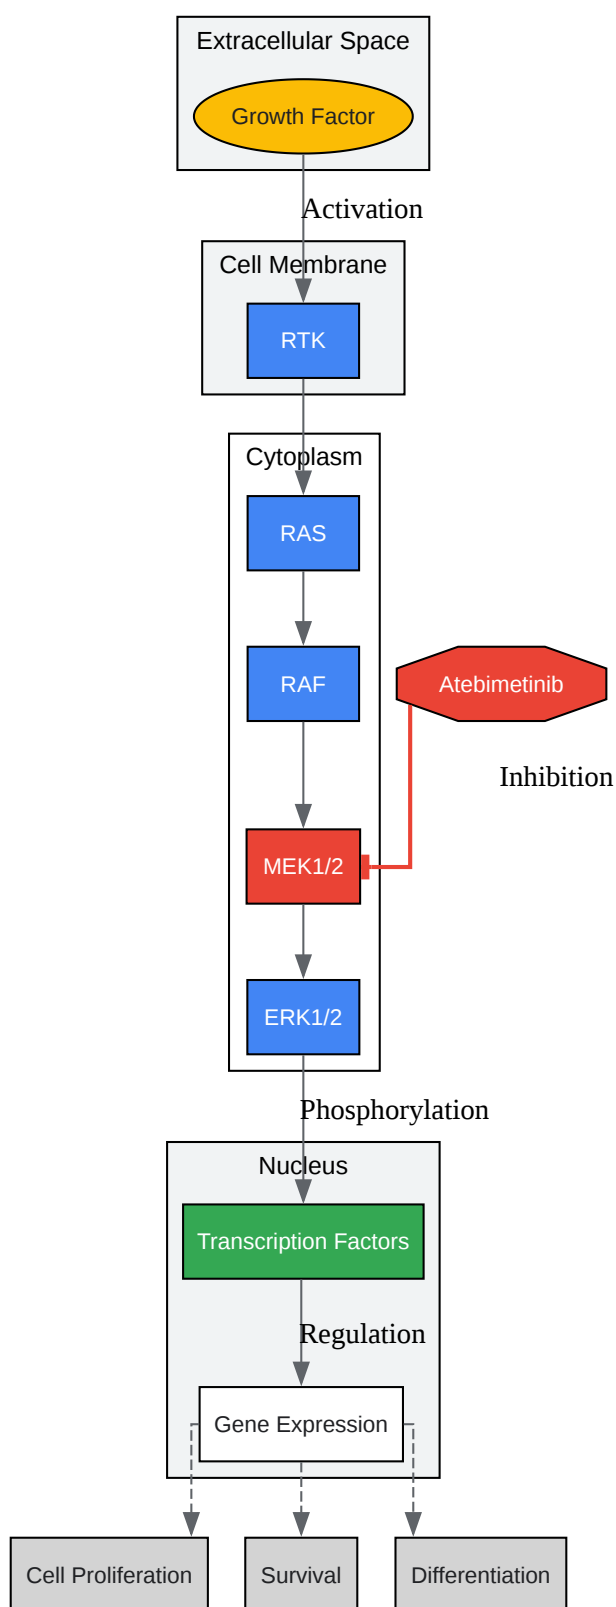 Extracellular Space
Growth Factor
Activation
Cell Membrane
RTK
Cytoplasm
RAS
RAF
Atebimetinib
Inhibition
MEK1/2
ERK1/2
Phosphorylation
Nucleus
Transcription Factors
Regulation
Gene Expression
Cell Proliferation
Survival
Differentiation